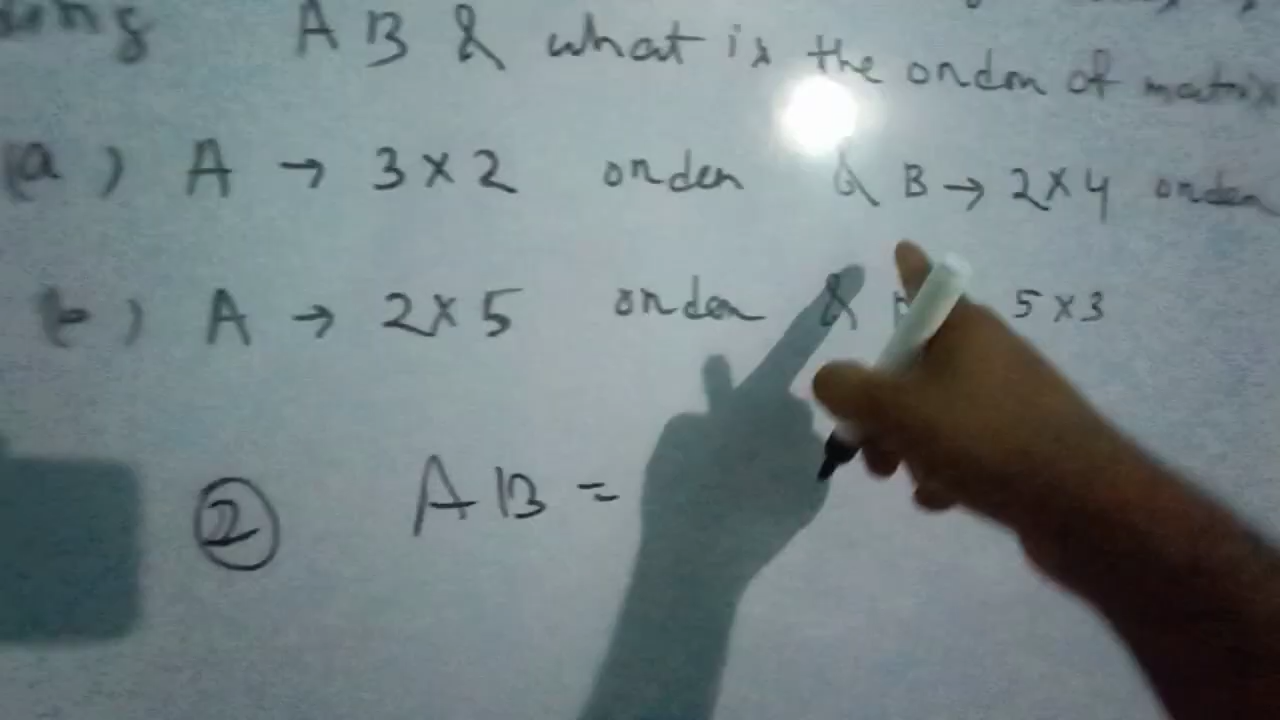 AB & what is the order of matrix
(a) A → 3×2 order & B → 2×4 order
(b) A → 2×5 order & 5×3
② AB =